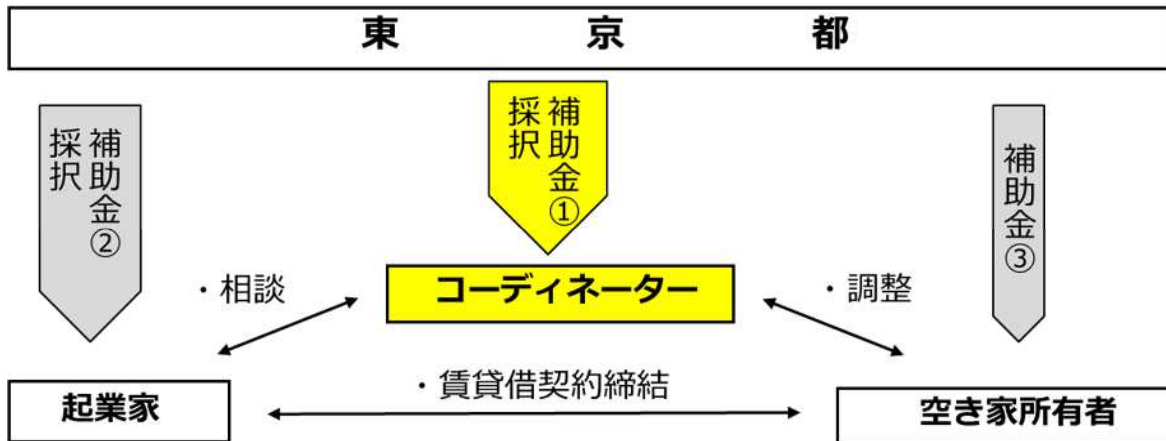 東京都
補助金②
採択
補助金①
採択
補助金③
・相談
コーディネーター
・調整
・賃貸借契約締結
起業家
空き家所有者